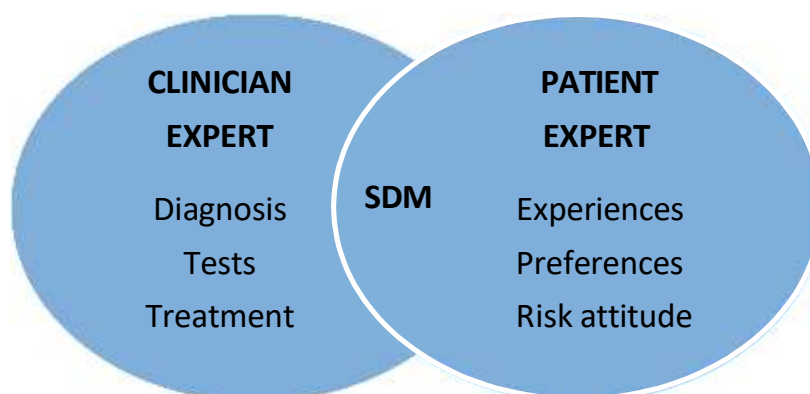 CLINICIAN
EXPERT
Diagnosis
Tests
Treatment
SDM
PATIENT
EXPERT
Experiences
Preferences
Risk attitude